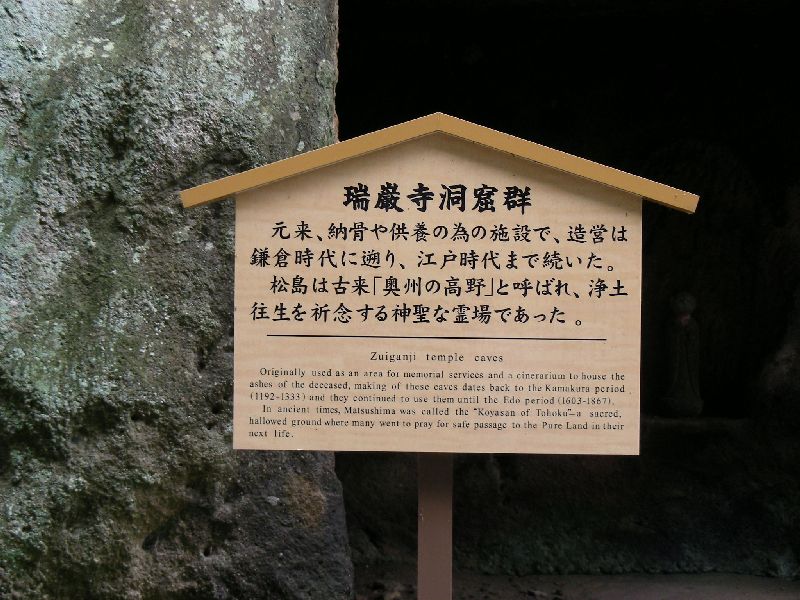 瑞巌寺洞窟群
元来、納骨や供養の為の施設で、造営は
鎌倉時代に遡り、江戸時代まで続いた。
松島は古来「奥州の高野」と呼ばれ、浄土
往生を祈念する神聖な霊場であった。
Zuiganji temple caves
Originally used as an area for memorial services and a cinerarium to house the
ashes of the deceased, making of these caves dates back to the Kamakura period
(1192-1333) and they continued to use them until the Edo period (1603-1867).
In ancient times, Matsushima was called the "Koyasan of Tohoku"-a sacred,
hallowed ground where many went to pray for safe passage to the Pure Land in their
next life.